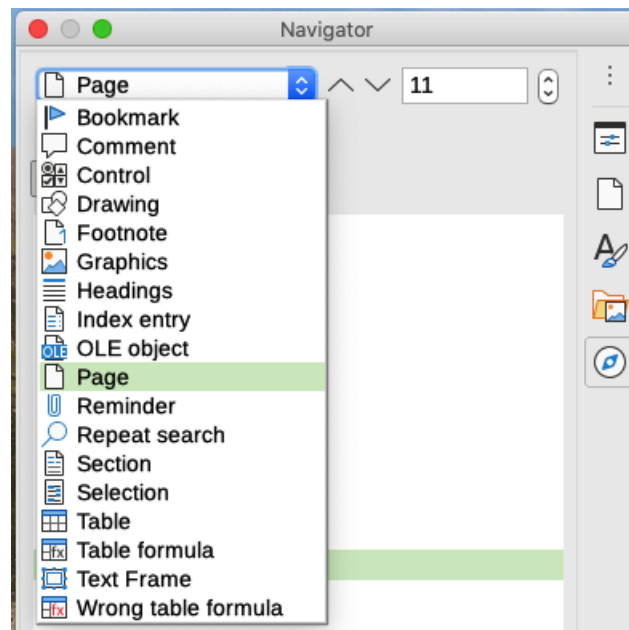 Navigator
Page 11
Bookmark
Comment
Control
Drawing
Footnote
Graphics
Headings
Index entry
OLE object
Page
Reminder
Repeat search
Section
Selection
Table
Table formula
Text Frame
Wrong table formula